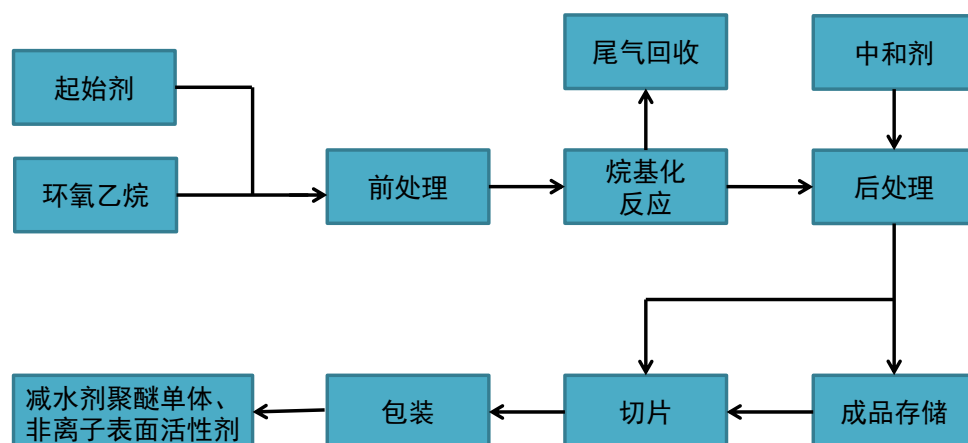 尾气回收
中和剂
起始剂
环氧乙烷
前处理
烷基化
反应
后处理
减水剂聚醚单体、
非离子表面活性剂
包装
切片
成品存储